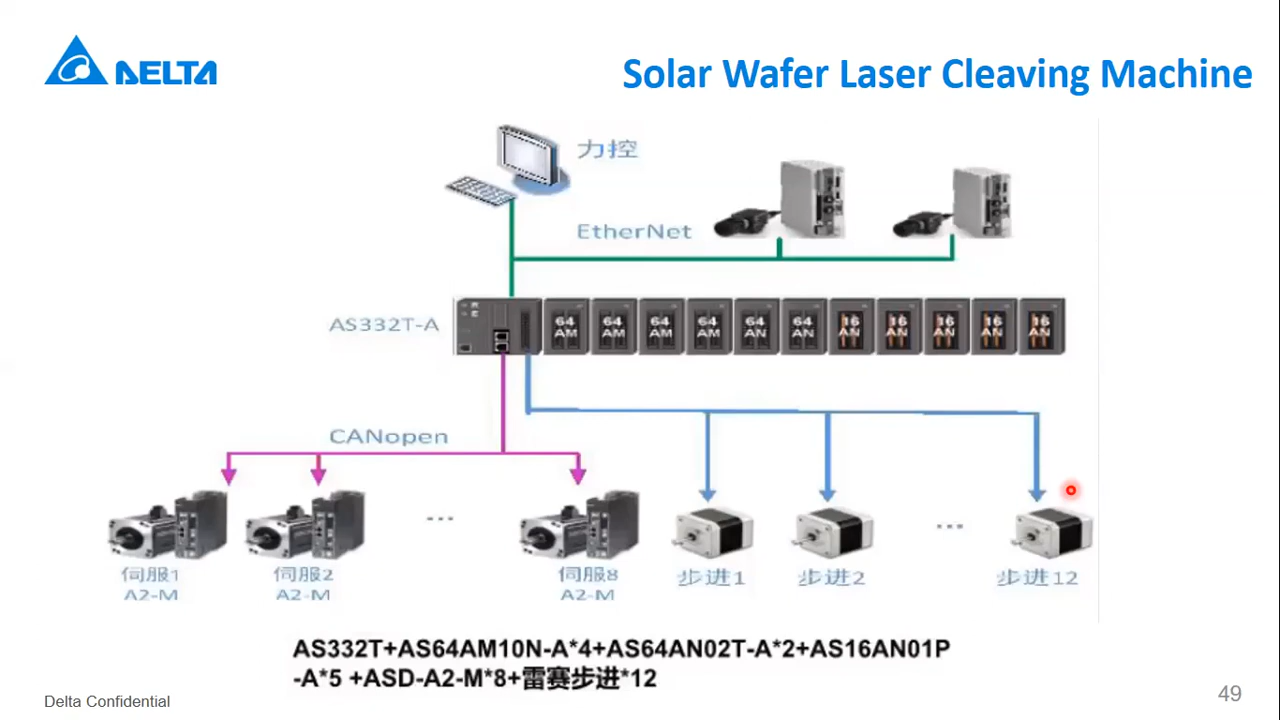 DELTA
Solar Wafer Laser Cleaving Machine
力控
EtherNet
AS332T-A
64 AM
64 AM
64 AM
64 AM
64 AN
64 AN
16 AN
16 AN
16 AN
16 AN
16 AN
CANopen
...
...
伺服1
A2-M
伺服2
A2-M
伺服8
A2-M
步进1
步进2
步进12
AS332T+AS64AM10N-A*4+AS64AN02T-A*2+AS16AN01P
-A*5 +ASD-A2-M*8+雷赛步进*12
Delta Confidential
49